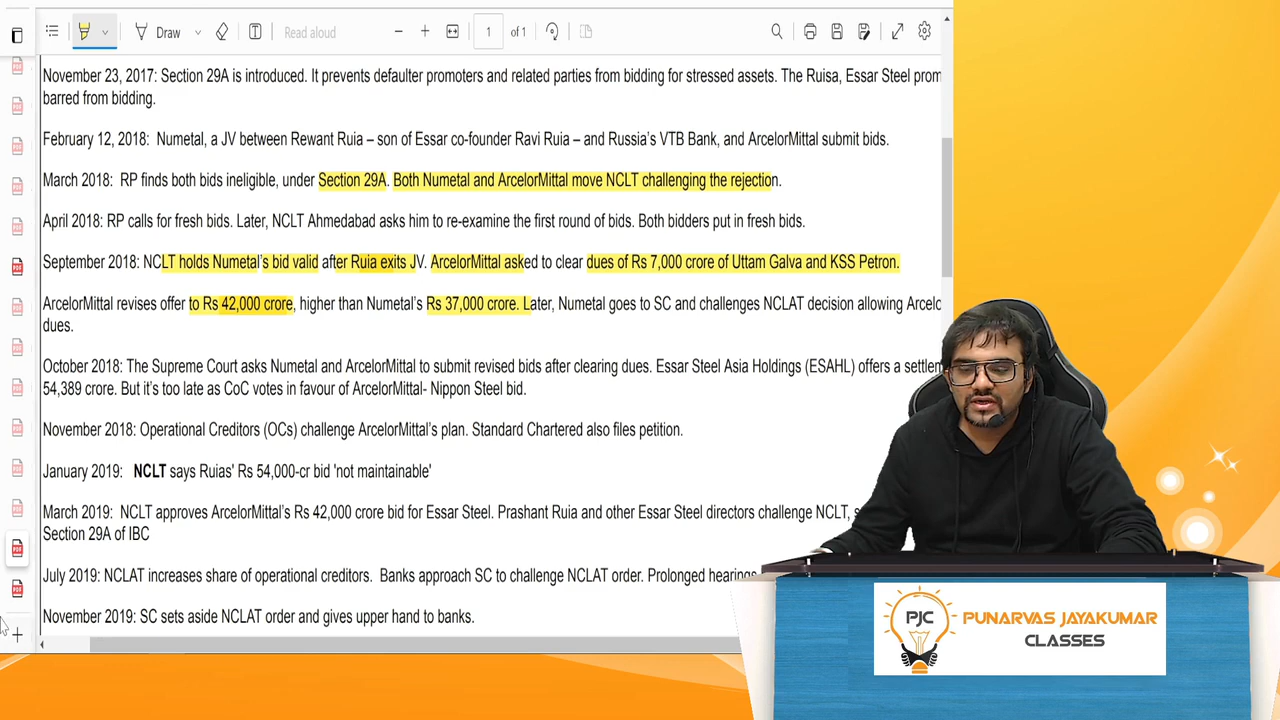 Draw
Read aloud
1
of 1
November 23, 2017: Section 29A is introduced. It prevents defaulter promoters and related parties from bidding for stressed assets. The Ruisa, Essar Steel prom
barred from bidding.
February 12, 2018: Numetal, a JV between Rewant Ruia – son of Essar co-founder Ravi Ruia – and Russia's VTB Bank, and ArcelorMittal submit bids.
March 2018: RP finds both bids ineligible, under Section 29A. Both Numetal and ArcelorMittal move NCLT challenging the rejection.
April 2018: RP calls for fresh bids. Later, NCLT Ahmedabad asks him to re-examine the first round of bids. Both bidders put in fresh bids.
September 2018: NCLT holds Numetal's bid valid after Ruia exits JV. ArcelorMittal asked to clear dues of Rs 7,000 crore of Uttam Galva and KSS Petron.
ArcelorMittal revises offer to Rs 42,000 crore, higher than Numetal's Rs 37,000 crore. Later, Numetal goes to SC and challenges NCLAT decision allowing Arcelo
dues.
October 2018: The Supreme Court asks Numetal and ArcelorMittal to submit revised bids after clearing dues. Essar Steel Asia Holdings (ESAHL) offers a settle
54,389 crore. But it's too late as CoC votes in favour of ArcelorMittal- Nippon Steel bid.
November 2018: Operational Creditors (OCs) challenge ArcelorMittal's plan. Standard Chartered also files petition.
January 2019: NCLT says Ruias' Rs 54,000-cr bid 'not maintainable'
March 2019: NCLT approves ArcelorMittal's Rs 42,000 crore bid for Essar Steel. Prashant Ruia and other Essar Steel directors challenge NCLT,
Section 29A of IBC
July 2019: NCLAT increases share of operational creditors. Banks approach SC to challenge NCLAT order. Prolonged hearings
November 2019: SC sets aside NCLAT order and gives upper hand to banks.
PJC
PUNARVAS JAYAKUMAR
CLASSES